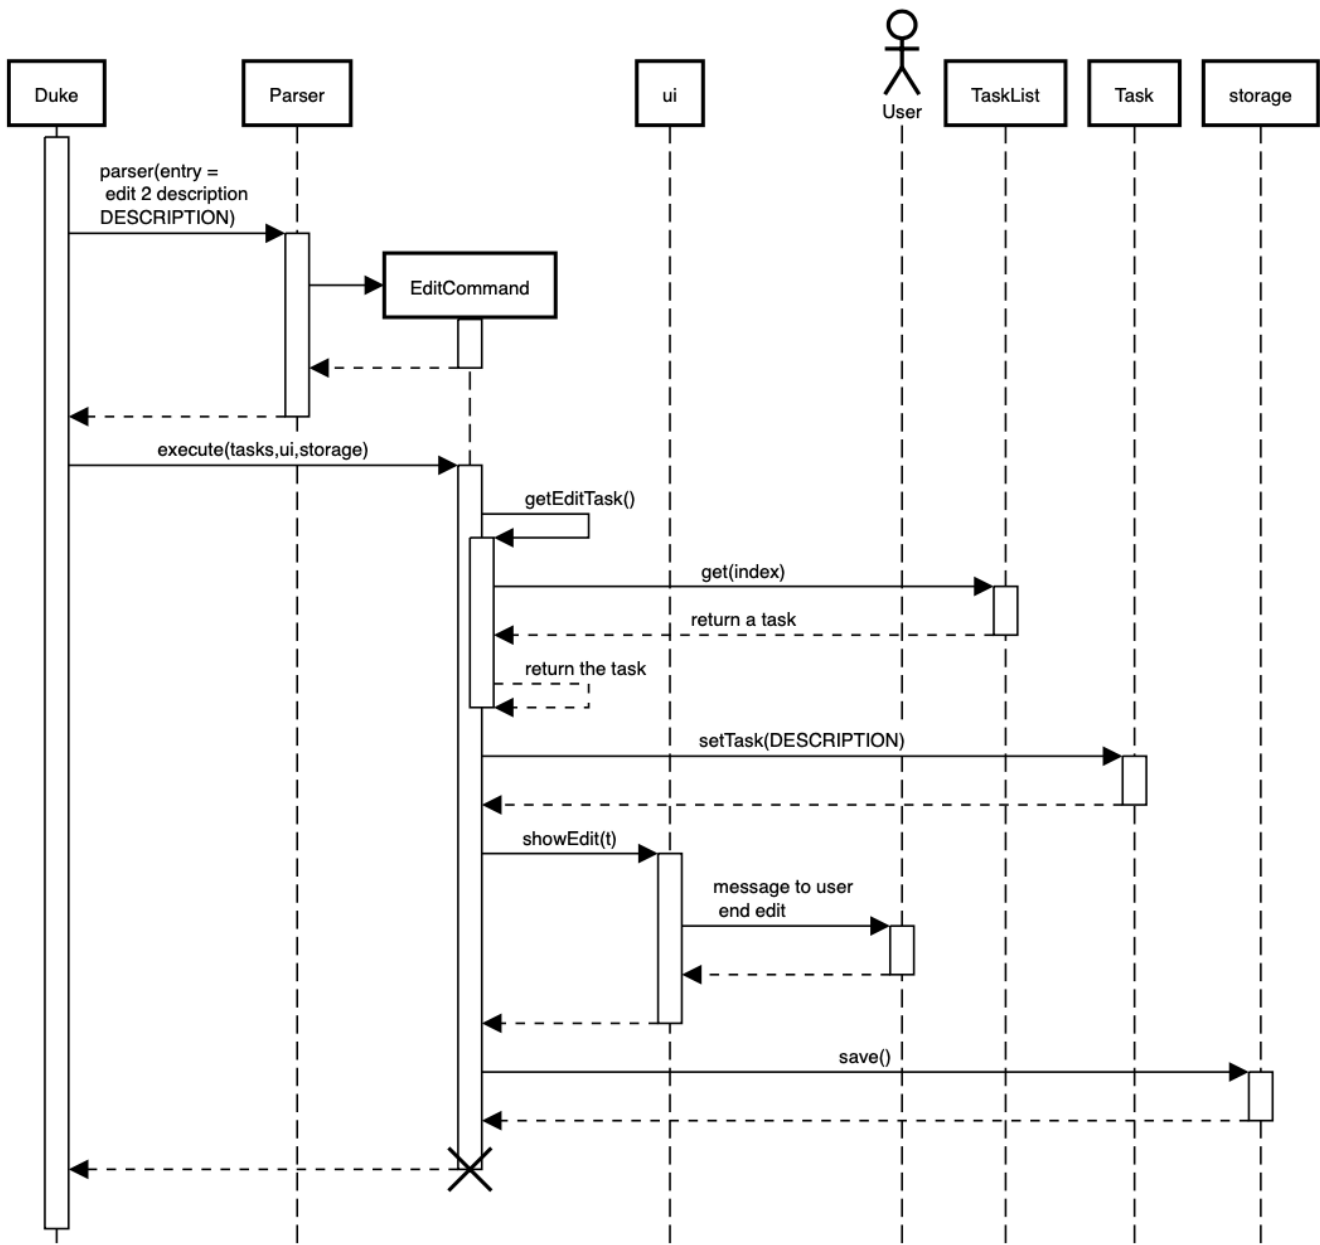 Duke
Parser
ui
User
TaskList
Task
storage
parser(entry =
edit 2 description
DESCRIPTION)
EditCommand
execute(tasks,ui,storage)
getEditTask()
get(index)
return a task
return the task
setTask(DESCRIPTION)
showEdit(t)
message to user
end edit
save()